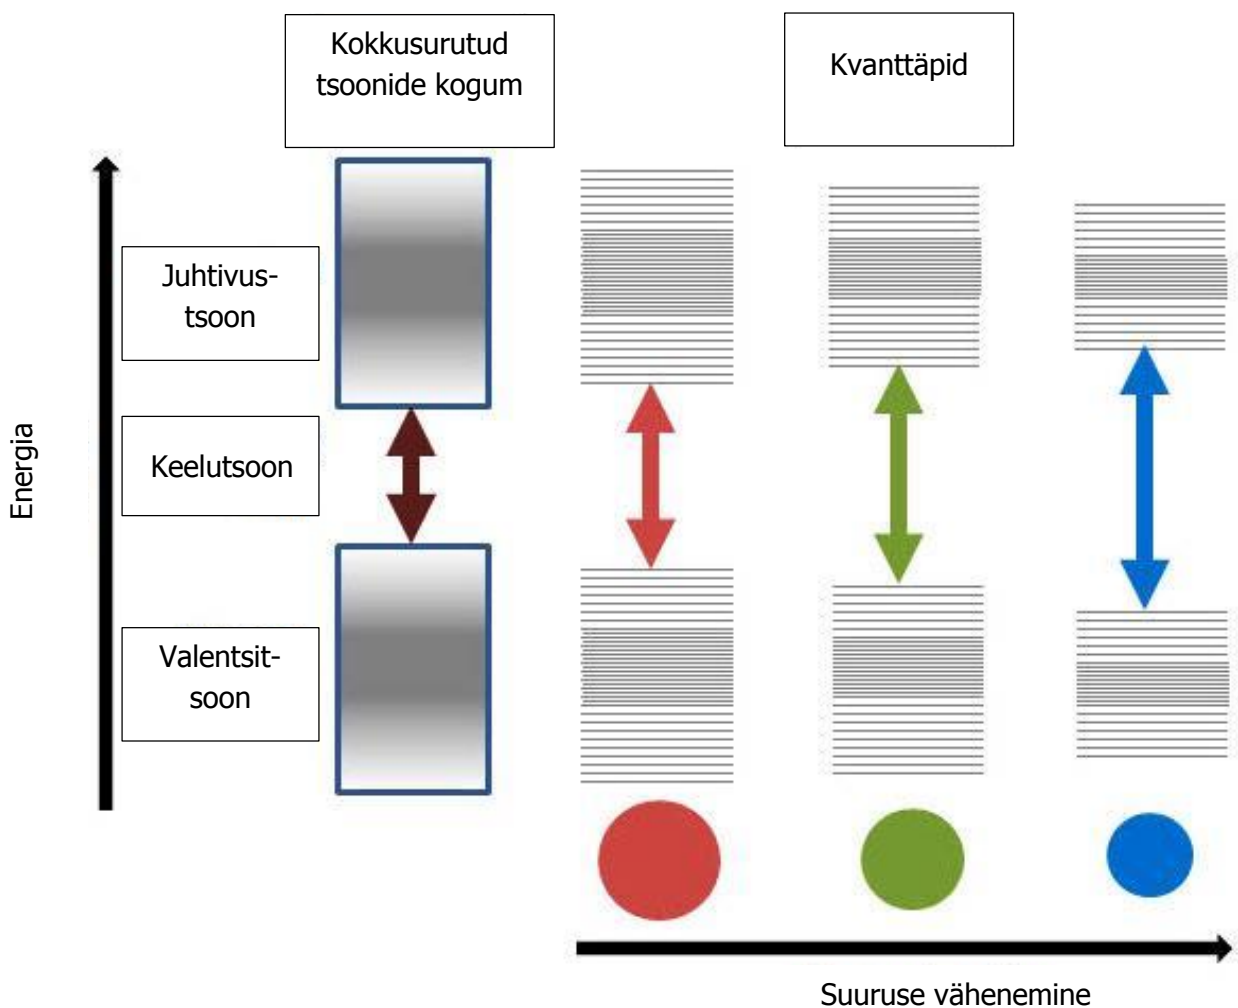 Kokkusurutud
tsoonide kogum
Kvanttäpid
Juhtivus-
tsoon
Keelutsoon
Energia
Valentsit-
soon
Suuruse vähenemine